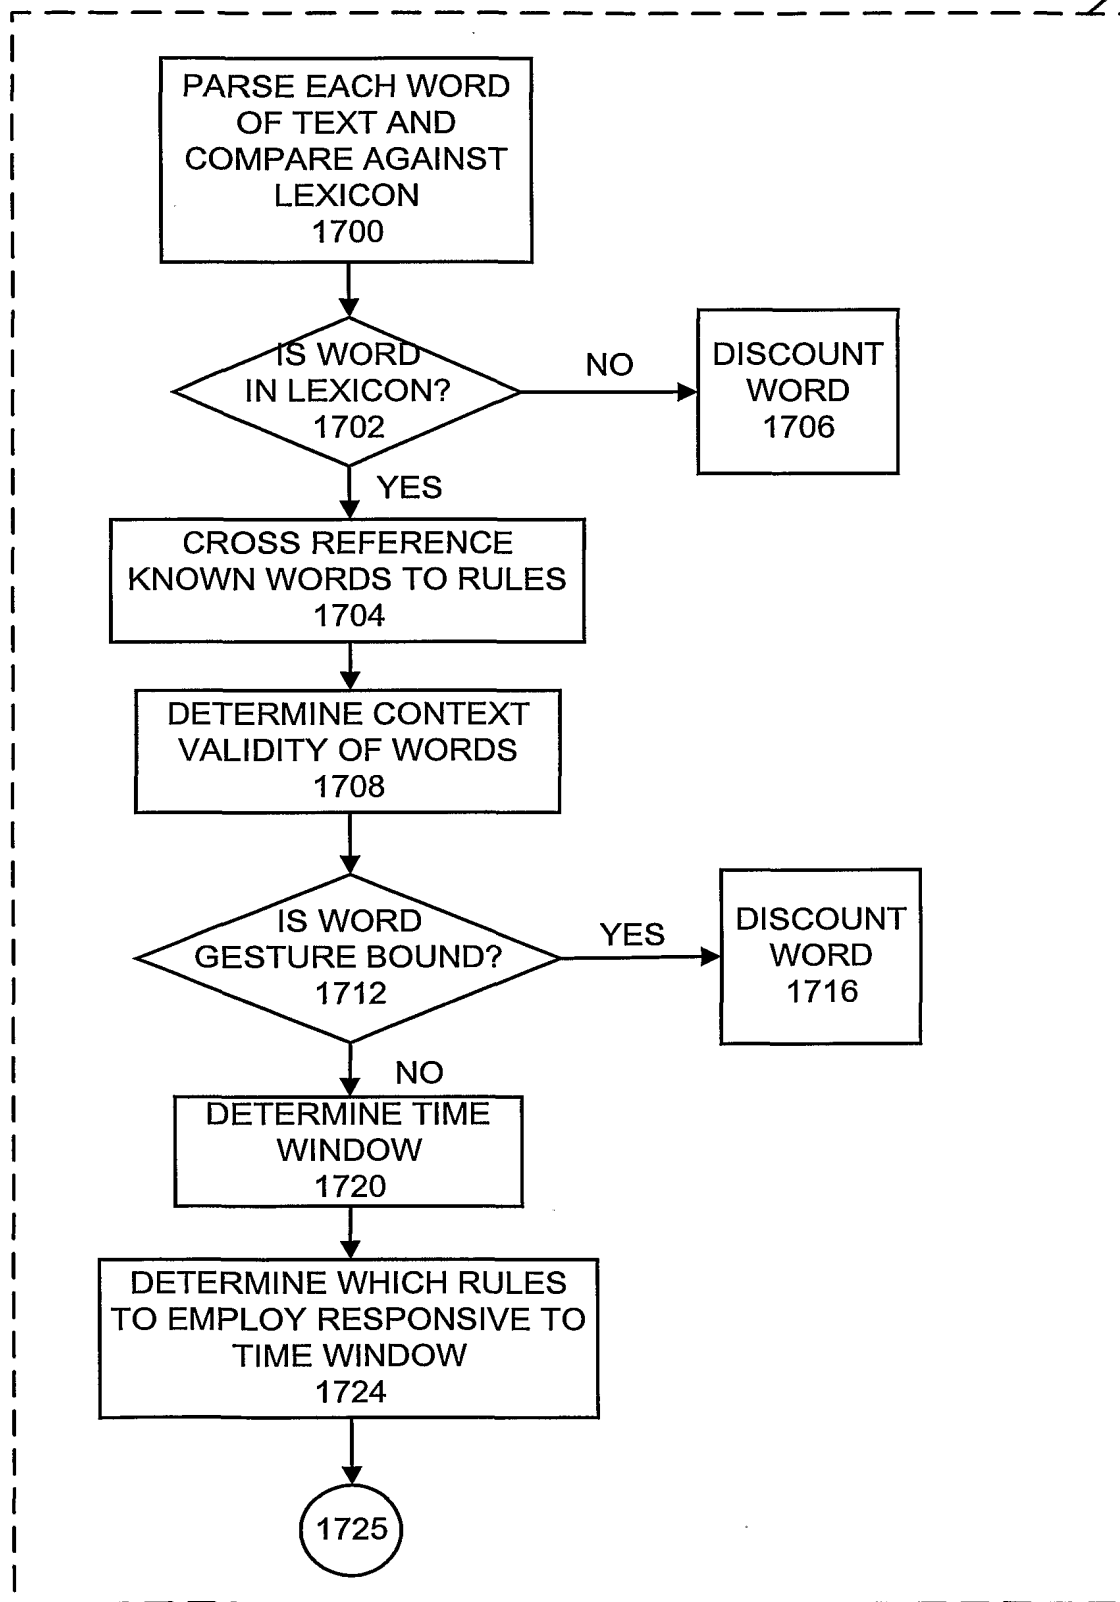 PARSE EACH WORD
OF TEXT AND
COMPARE AGAINST
LEXICON
1700
IS WORD
IN LEXICON?
1702
NO
DISCOUNT
WORD
1706
YES
CROSS REFERENCE
KNOWN WORDS TO RULES
1704
DETERMINE CONTEXT
VALIDITY OF WORDS
1708
IS WORD
GESTURE BOUND?
1712
YES
DISCOUNT
WORD
1716
NO
DETERMINE TIME
WINDOW
1720
DETERMINE WHICH RULES
TO EMPLOY RESPONSIVE TO
TIME WINDOW
1724
1725